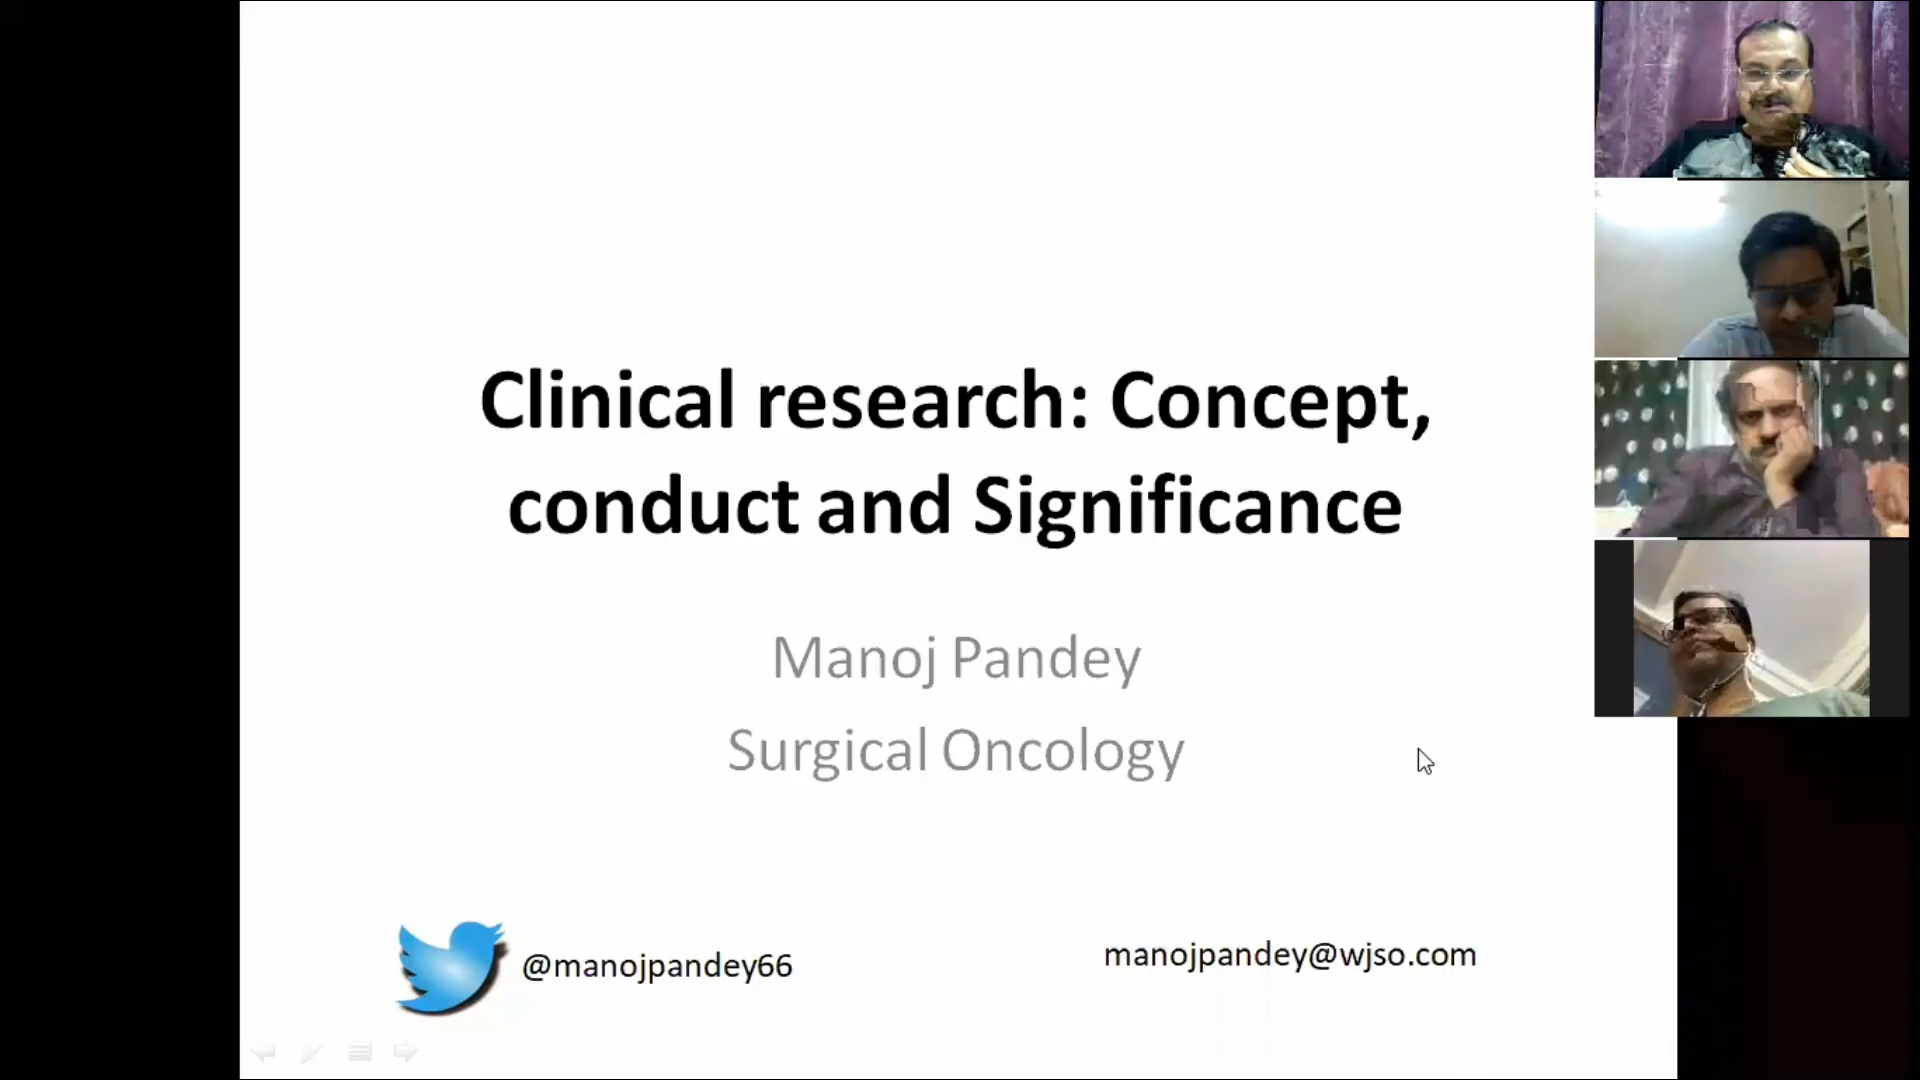 Clinical research: Concept,
conduct and Significance
Manoj Pandey
Surgical Oncology
@manojpandey66
manojpandey@wjso.com